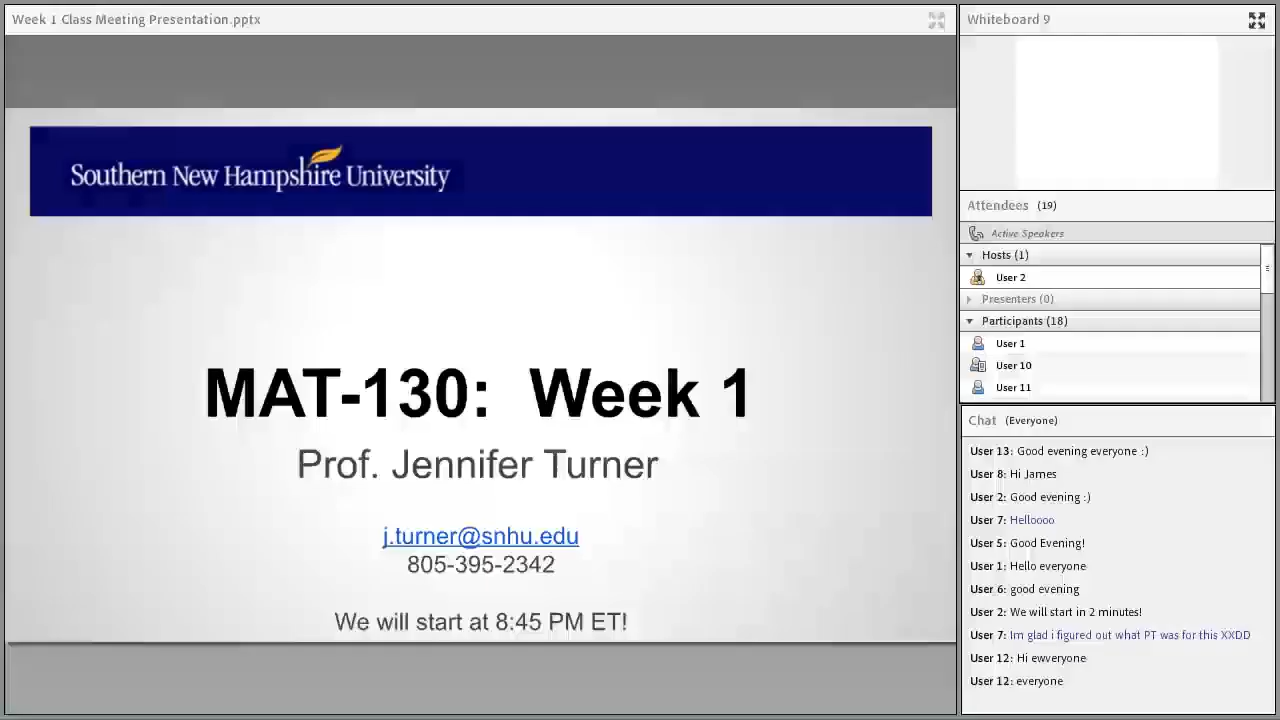 Week 1 Class Meeting Presentation.pptx
Southern New Hampshire University
MAT-130: Week 1
Prof. Jennifer Turner
j.turner@snhu.edu
805-395-2342
We will start at 8:45 PM ET!
Whiteboard 9
Attendees (19)
Active Speakers
Hosts (1)
User 2
Presenters (0)
Participants (18)
User 1
User 10
User 11
Chat (Everyone)
User 13: Good evening everyone :)
User 8: Hi James
User 2: Good evening :)
User 7: Helloooo
User 5: Good Evening!
User 1: Hello everyone
User 6: good evening
User 2: We will start in 2 minutes!
User 7: Im glad i figured out what PT was for this XXDD
User 12: Hi ewveryone
User 12: everyone